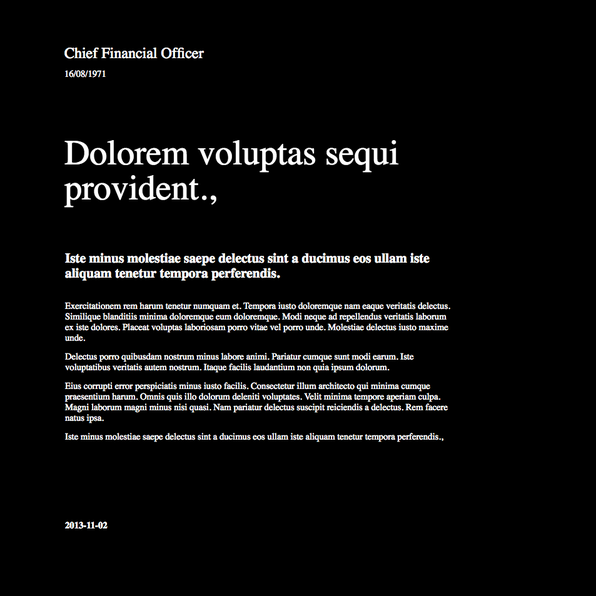 Chief Financial Officer
16/08/1971
Dolorem voluptas sequi
provident.,
Iste minus molestiae saepe delectus sint a ducimus eos ullam iste
aliquam tenetur tempora perferendis.
Exercitationem rem harum tenetur numquam et. Tempora iusto doloremque nam eaque veritatis delectus.
Similique blanditiis minima doloremque eum doloremque. Modi neque ad repellendus veritatis laborum
ex iste dolores. Placeat voluptas laboriosam porro vitae vel porro unde. Molestiae delectus iusto maxime
unde.
Delectus porro quibusdam nostrum minus labore animi. Pariatur cumque sunt modi earum. Iste
voluptatibus veritatis autem nostrum. Itaque facilis laudantium non quia ipsum dolorum.
Eius corrupti error perspiciatis minus iusto facilis. Consectetur illum architecto qui minima cumque
praesentium harum. Omnis quis illo dolorum deleniti voluptates. Velit minima tempore aperiam culpa.
Magni laborum magni minus nisi quasi. Nam pariatur delectus suscipit reiciendis a delectus. Rem facere
natus ipsa.
Iste minus molestiae saepe delectus sint a ducimus eos ullam iste aliquam tenetur tempora perferendis.,
2013-11-02